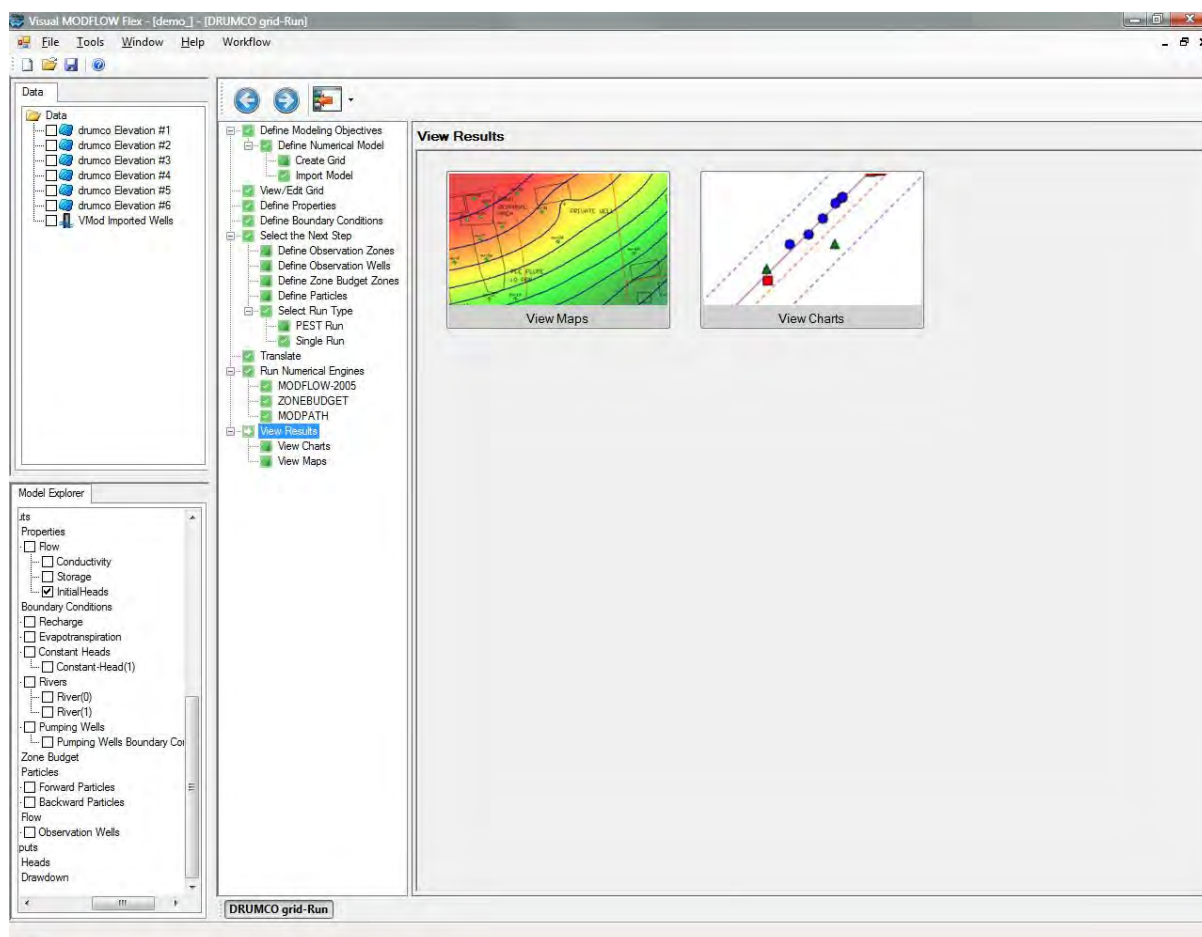 Visual MODFLOW Flex - [demo_] - [DRUMCO grid-Run]
File Tools Window Help Workflow
Data
Data
drumco Elevation #1
drumco Elevation #2
drumco Elevation #3
drumco Elevation #4
drumco Elevation #5
drumco Elevation #6
VMod Imported Wells
Define Modeling Objectives
Define Numerical Model
Create Grid
Import Model
View/Edit Grid
Define Properties
Define Boundary Conditions
Select the Next Step
Define Observation Zones
Define Observation Wells
Define Zone Budget Zones
Define Particles
Select Run Type
PEST Run
Single Run
Translate
Run Numerical Engines
MODFLOW-2005
ZONEBUDGET
MODPATH
View Results
View Charts
View Maps
View Results
AREA
PRIVATE WELL
PCE PLUME
View Maps
View Charts
Model Explorer
Properties
Flow
Conductivity
Storage
InitialHeads
Boundary Conditions
Recharge
Evapotranspiration
Constant Heads
Constant-Head(1)
Rivers
River(0)
River(1)
Pumping Wells
Pumping Wells Boundary Co
Zone Budget
Particles
Forward Particles
Backward Particles
Flow
Observation Wells
puts
Heads
Drawdown
DRUMCO grid-Run